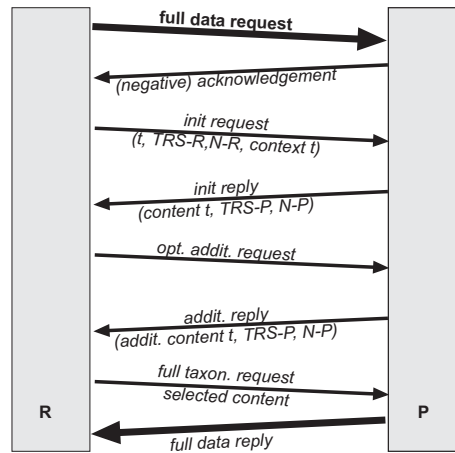 full data request
(negative) acknowledgement
init request
(t, TRS-R,N-R, context t)
init reply
(content t, TRS-P, N-P)
opt. addit. request
addit. reply
(addit. content t, TRS-P, N-P)
full taxon. request
selected content
R
P
full data reply